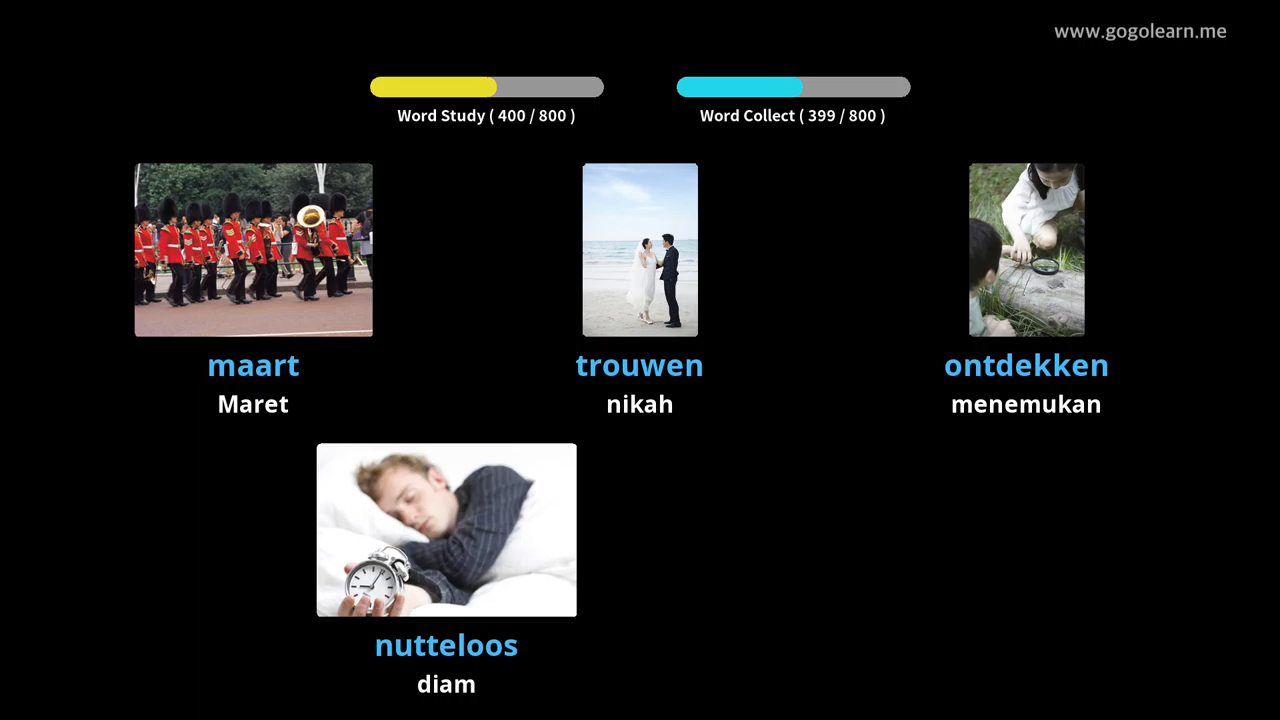 www.gogolearn.me
Word Study ( 400 / 800 )
Word Collect ( 399 / 800 )
maart
Maret
trouwen
nikah
ontdekken
menemukan
nutteloos
diam